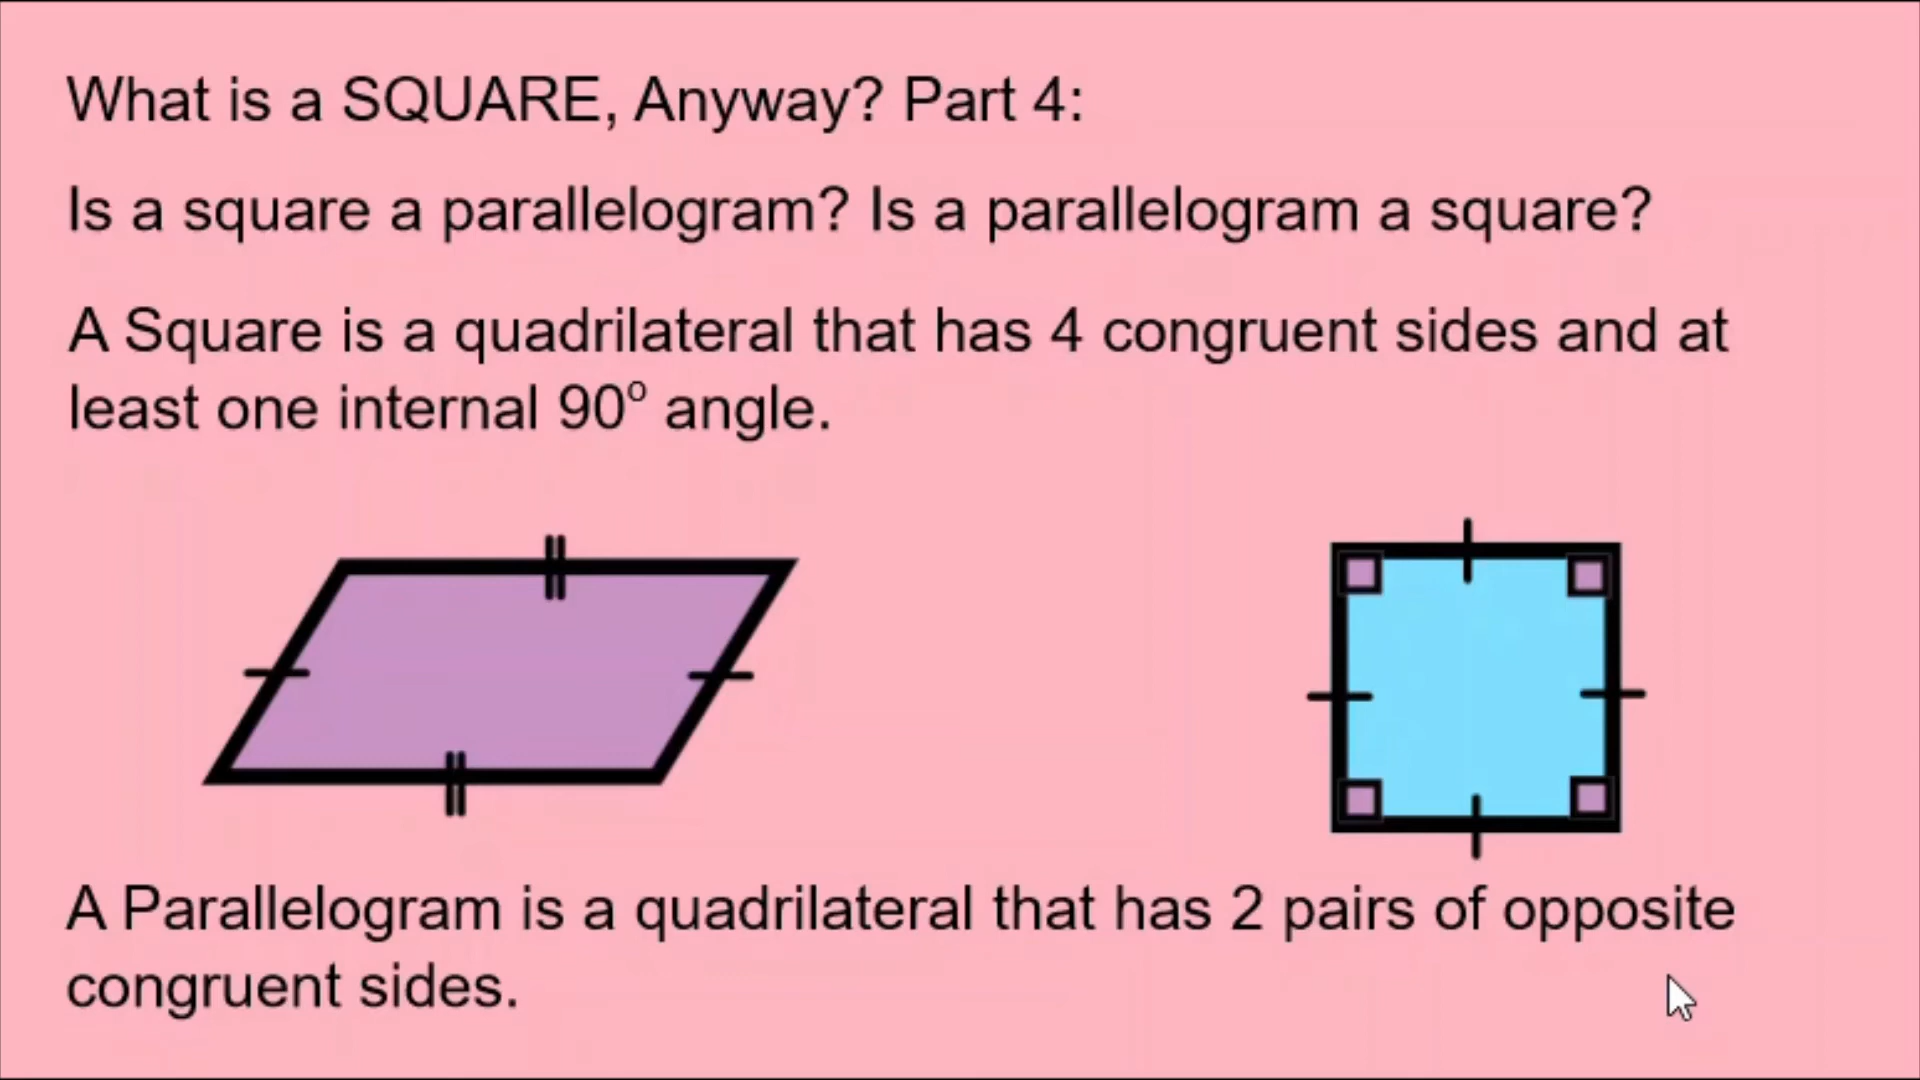 What is a SQUARE, Anyway? Part 4:
Is a square a parallelogram? Is a parallelogram a square?
A Square is a quadrilateral that has 4 congruent sides and at
least one internal 90º angle.
A Parallelogram is a quadrilateral that has 2 pairs of opposite
congruent sides.